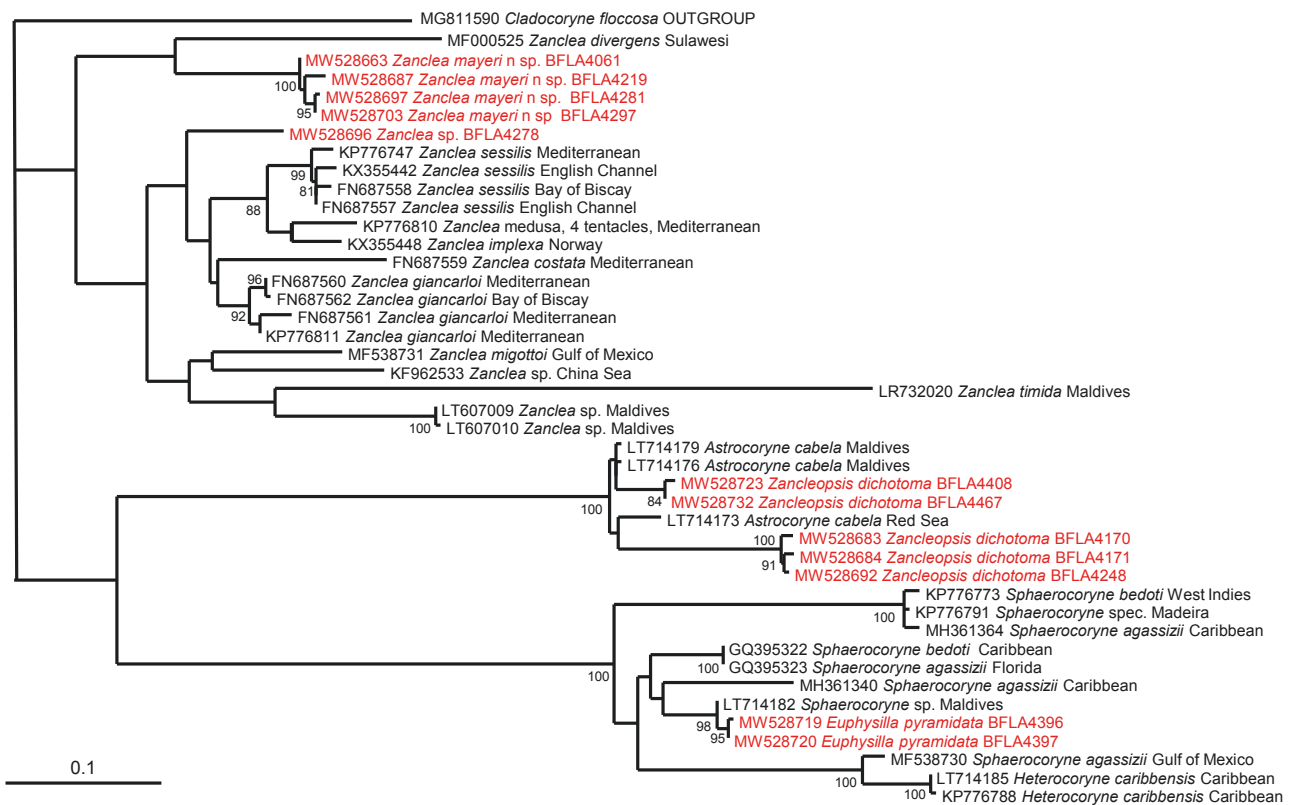 MG811590 Cladocoryne floccosa OUTGROUP
MF000525 Zanclea divergens Sulawesi
MW528663 Zanclea mayeri n sp. BFLA4061
MW528687 Zanclea mayeri n sp. BFLA4219
100
MW528697 Zanclea mayeri n sp. BFLA4281
95 MW528703 Zanclea mayeri n sp BFLA4297
MW528696 Zanclea sp. BFLA4278
KP776747 Zanclea sessilis Mediterranean
99 KX355442 Zanclea sessilis English Channel
81 FN687558 Zanclea sessilis Bay of Biscay
88 FN687557 Zanclea sessilis English Channel
KP776810 Zanclea medusa, 4 tentacles, Mediterranean
KX355448 Zanclea implexa Norway
FN687559 Zanclea costata Mediterranean
96 FN687560 Zanclea giancarloi Mediterranean
FN687562 Zanclea giancarloi Bay of Biscay
92 FN687561 Zanclea giancarloi Mediterranean
KP776811 Zanclea giancarloi Mediterranean
MF538731 Zanclea migottoi Gulf of Mexico
KF962533 Zanclea sp. China Sea
LR732020 Zanclea timida Maldives
LT607009 Zanclea sp. Maldives
100 LT607010 Zanclea sp. Maldives
LT714179 Astrocoryne cabela Maldives
LT714176 Astrocoryne cabela Maldives
MW528723 Zancleopsis dichotoma BFLA4408
84 MW528732 Zancleopsis dichotoma BFLA4467
100
LT714173 Astrocoryne cabela Red Sea
100 MW528683 Zancleopsis dichotoma BFLA4170
MW528684 Zancleopsis dichotoma BFLA4171
91
MW528692 Zancleopsis dichotoma BFLA4248
KP776773 Sphaerocoryne bedoti West Indies
100 KP776791 Sphaerocoryne spec. Madeira
MH361364 Sphaerocoryne agassizii Caribbean
GQ395322 Sphaerocoryne bedoti Caribbean
100 100 GQ395323 Sphaerocoryne agassizii Florida
MH361340 Sphaerocoryne agassizii Caribbean
LT714182 Sphaerocoryne sp. Maldives
98 MW528719 Euphysilla pyramidata BFLA4396
95 MW528720 Euphysilla pyramidata BFLA4397
MF538730 Sphaerocoryne agassizii Gulf of Mexico
0.1
100 LT714185 Heterocoryne caribbensis Caribbean
100 KP776788 Heterocoryne caribbensis Caribbean